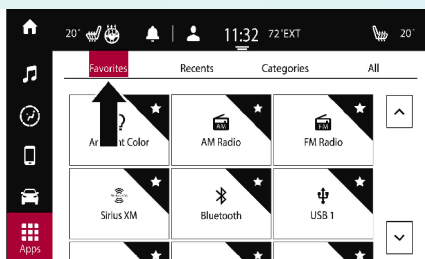 20° 11:32 72°EXT 20°
Favorites Recents Categories All
Color AM Radio FM Radio
Sirius XM Bluetooth USB 1
Apps